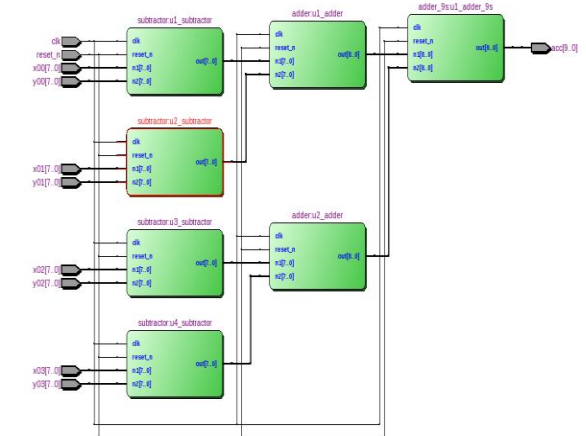 subtractor:u1_subtractor
adder:u1_adder
adder_9s:u1_adder_9s
clk
reset_n
x00[7..0]
y00[7..0]
clk
reset_n
n1[7..0]
n2[7..0]
out[7..0]
clk
reset_n
n1[7..0]
n2[7..0]
out[8..0]
clk
reset_n
n1[8..0]
n2[8..0]
out[9..0]
acc[9..0]
subtractor:u2_subtractor
x01[7..0]
y01[7..0]
clk
reset_n
n1[7..0]
n2[7..0]
out[7..0]
subtractor:u3_subtractor
adder:u2_adder
x02[7..0]
y02[7..0]
clk
reset_n
n1[7..0]
n2[7..0]
out[7..0]
clk
reset_n
n1[7..0]
n2[7..0]
out[8..0]
subtractor:u4_subtractor
x03[7..0]
y03[7..0]
clk
reset_n
n1[7..0]
n2[7..0]
out[7..0]